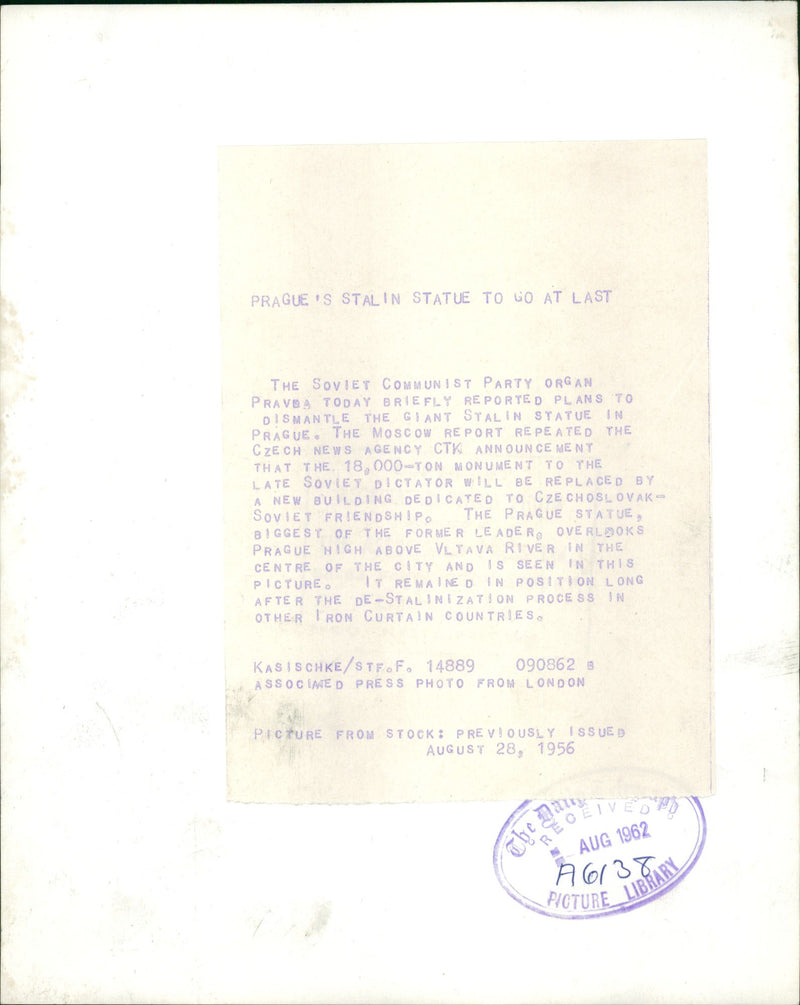 PRAGUE'S STALIN STATUE TO GO AT LAST
THE SOVIET COMMUNIST PARTY ORGAN
PRAVDA TODAY BRIEFLY REPORTED PLANS TO
DISMANTLE THE GIANT STALIN STATUE IN
PRAGUE. THE MOSCOW REPORT REPEATED THE
CZECH NEWS AGENCY CTK ANNOUNCEMENT
THAT THE 18,000-TON MONUMENT TO THE
LATE SOVIET DICTATOR WILL BE REPLACED BY
A NEW BUILDING DEDICATED TO CZECHOSLOVAK-
SOVIET FRIENDSHIP. THE PRAGUE STATUE,
BIGGEST OF THE FORMER LEADER, OVERLOOKS
PRAGUE HIGH ABOVE VLTAVA RIVER IN THE
CENTRE OF THE CITY AND IS SEEN IN THIS
PICTURE. IT REMAINED IN POSITION LONG
AFTER THE DE-STALINIZATION PROCESS IN
OTHER IRON CURTAIN COUNTRIES.
KASISCHKE/STF.F. 14889 090862 B
ASSOCIATED PRESS PHOTO FROM LONDON
PICTURE FROM STOCK: PREVIOUSLY ISSUED
AUGUST 28, 1956
The
RECEIVED
AUG 1962
A6138
PICTURE LIBRARY